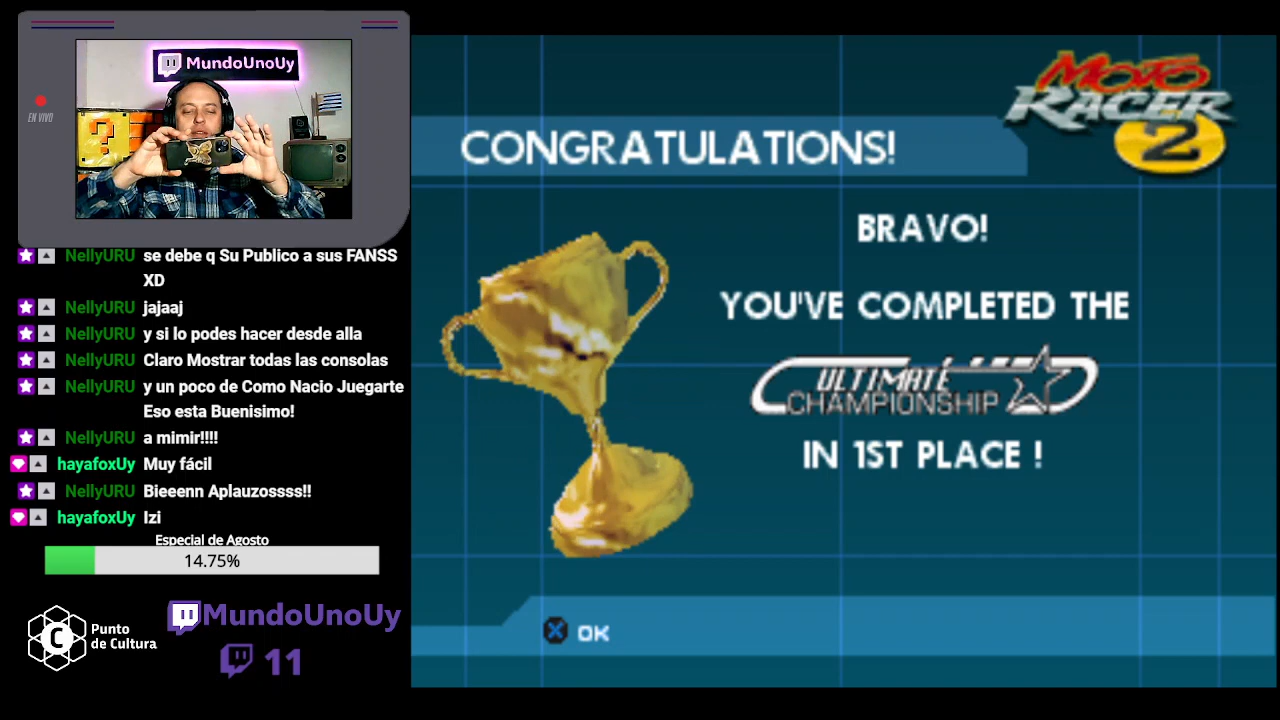 MundoUnoUy
EN VIVO
NellyURU se debe q Su Publico a sus FANSS
XD
NellyURU jajaaj
NellyURU y si lo podes hacer desde alla
NellyURU Claro Mostrar todas las consolas
NellyURU y un poco de Como Nacio Juegarte
Eso esta Buenisimo!
NellyURU a mimir!!!!
hayafoxUy Muy fácil
NellyURU Bieeenn Aplauzossss!!
hayafoxUy Izi
Especial de Agosto
14.75%
Punto
de Cultura
MundoUnoUy
11
MOTO
RACER
2
CONGRATULATIONS!
BRAVO!
YOU'VE COMPLETED THE
ULTIMATE
CHAMPIONSHIP
IN 1ST PLACE !
X OK